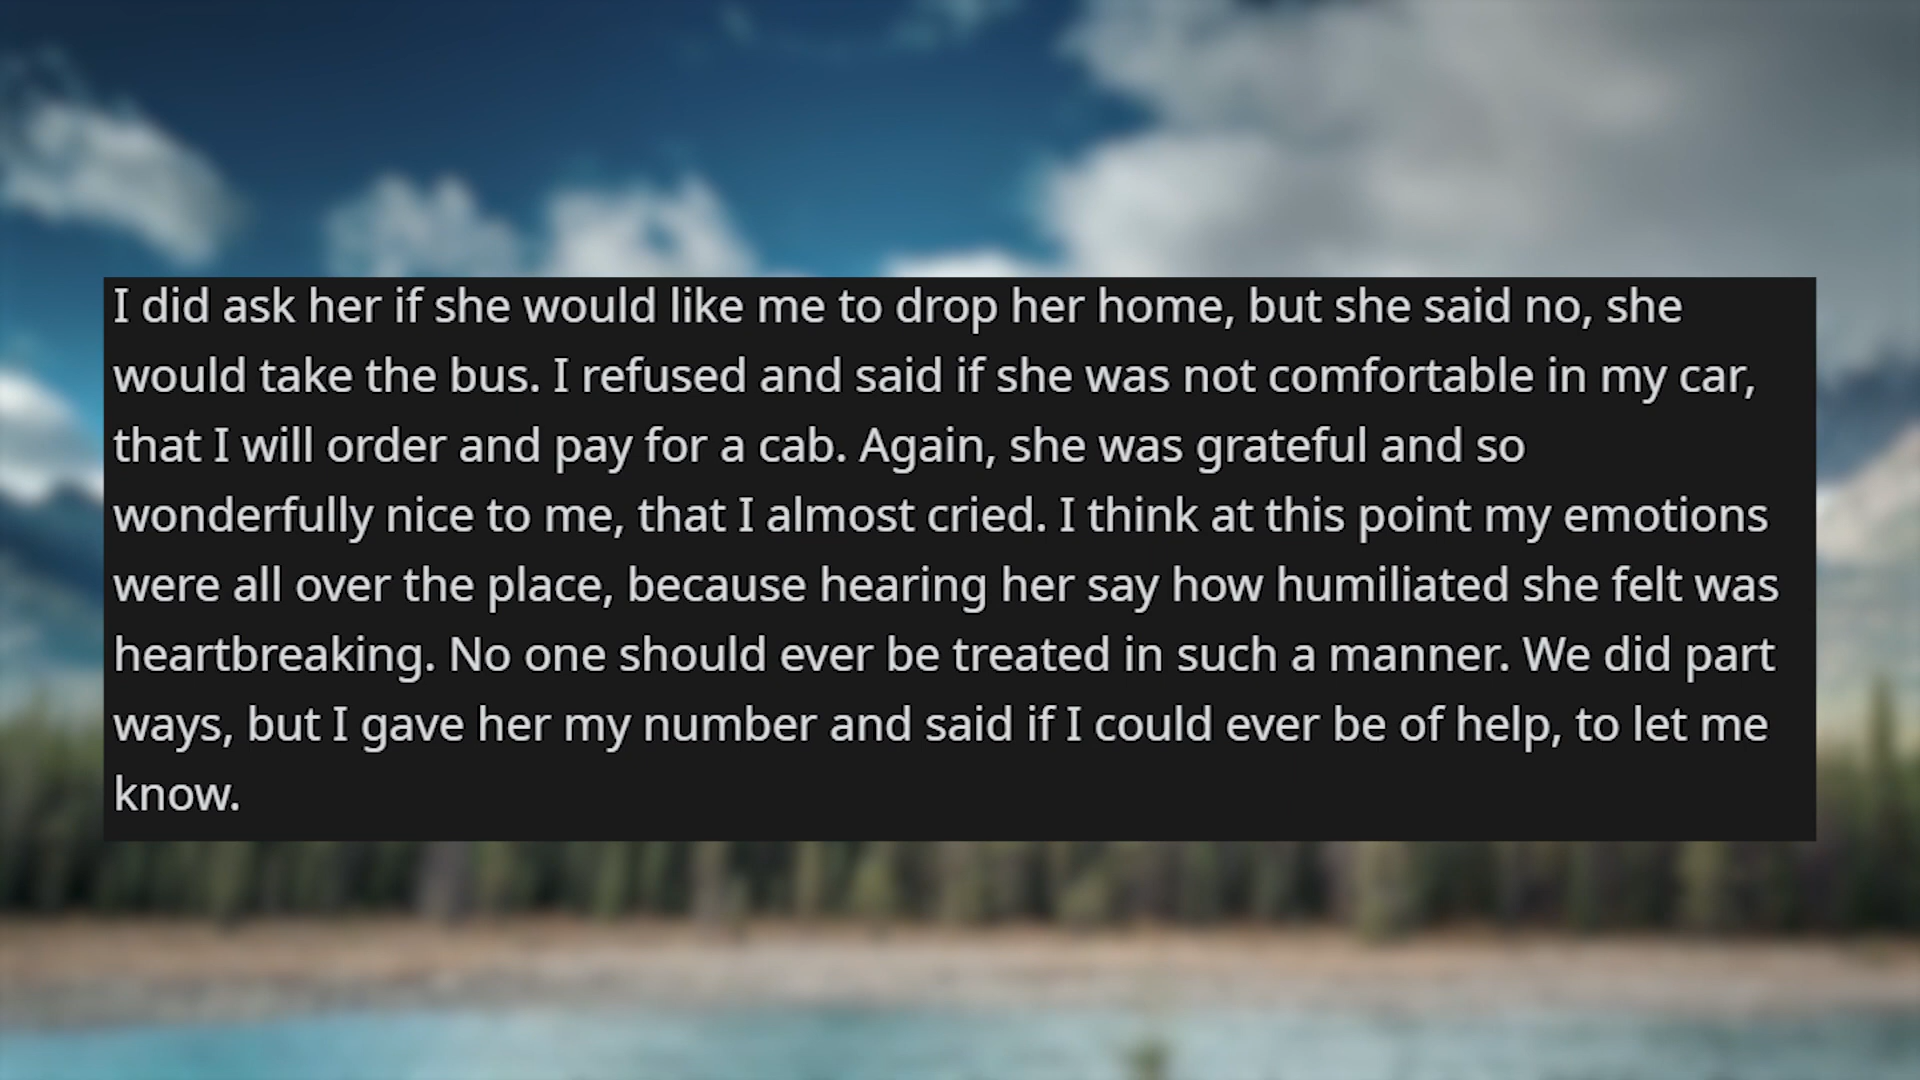 I did ask her if she would like me to drop her home, but she said no, she
would take the bus. I refused and said if she was not comfortable in my car,
that I will order and pay for a cab. Again, she was grateful and so
wonderfully nice to me, that I almost cried. I think at this point my emotions
were all over the place, because hearing her say how humiliated she felt was
heartbreaking. No one should ever be treated in such a manner. We did part
ways, but I gave her my number and said if I could ever be of help, to let me
know.